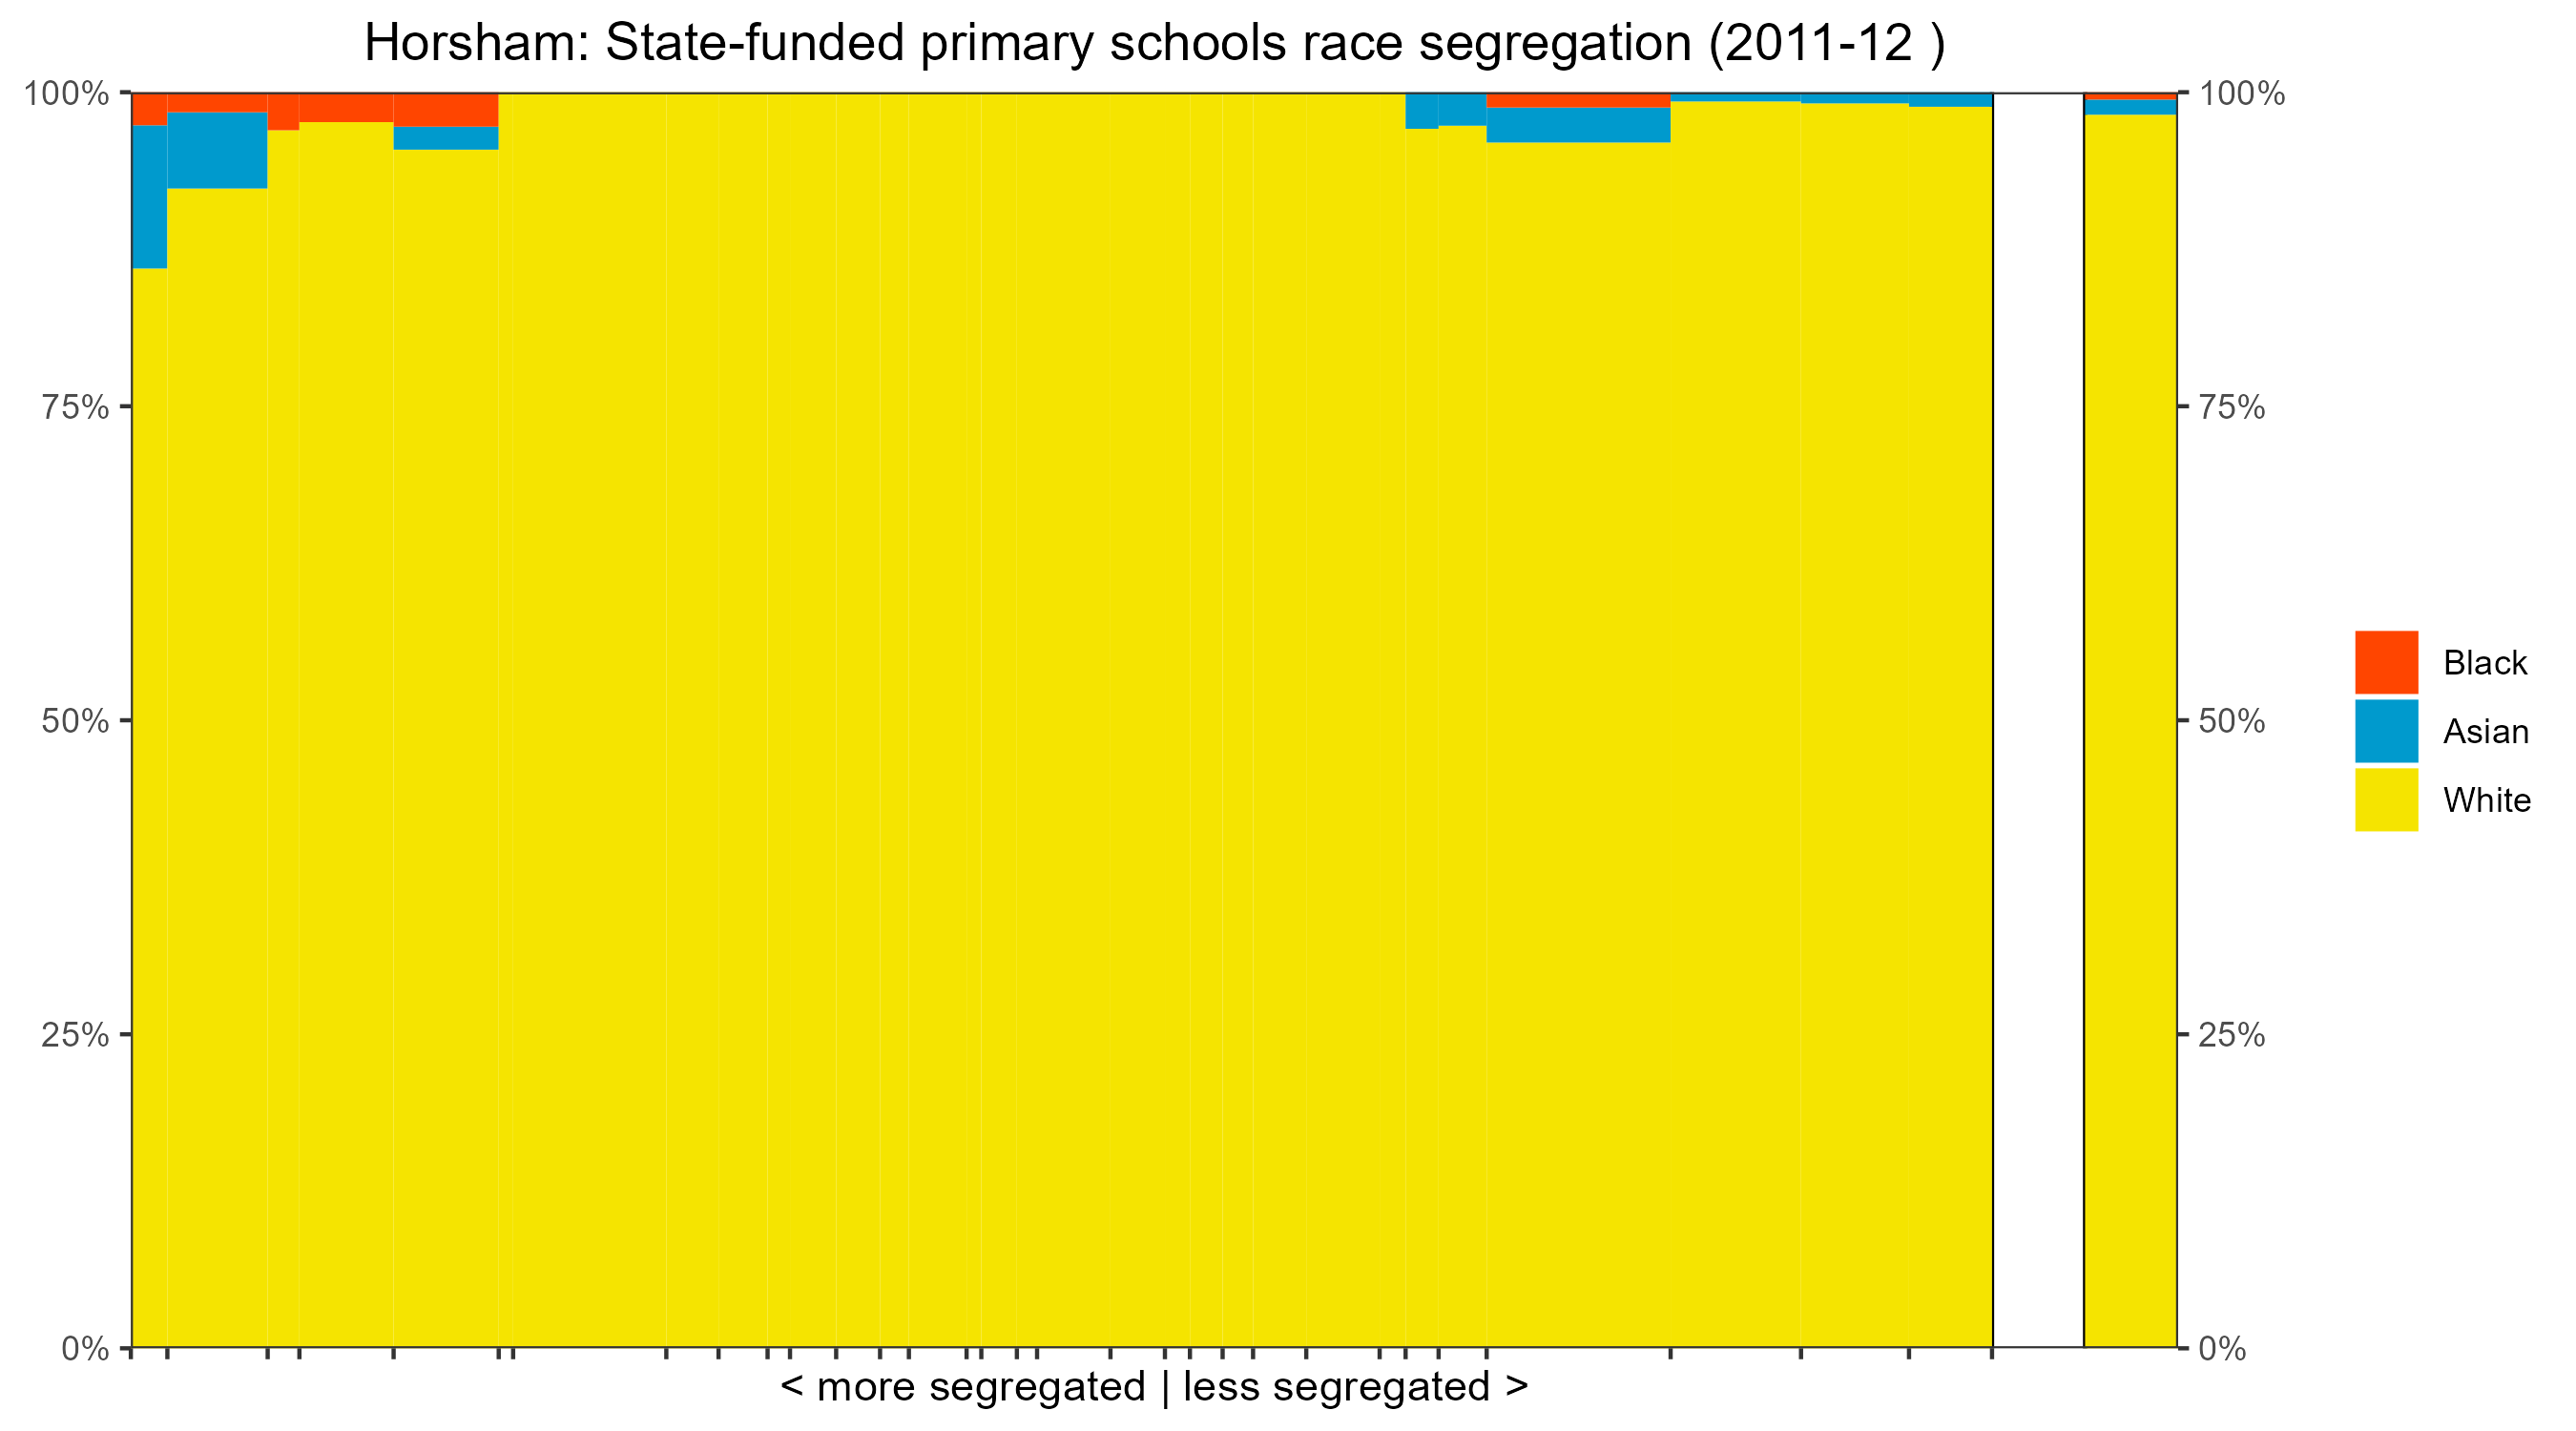 Horsham: State-funded primary schools race segregation (2011-12 )
100%
75%
50%
25%
0%
100%
75%
50%
25%
0%
Black
Asian
White
< more segregated | less segregated >